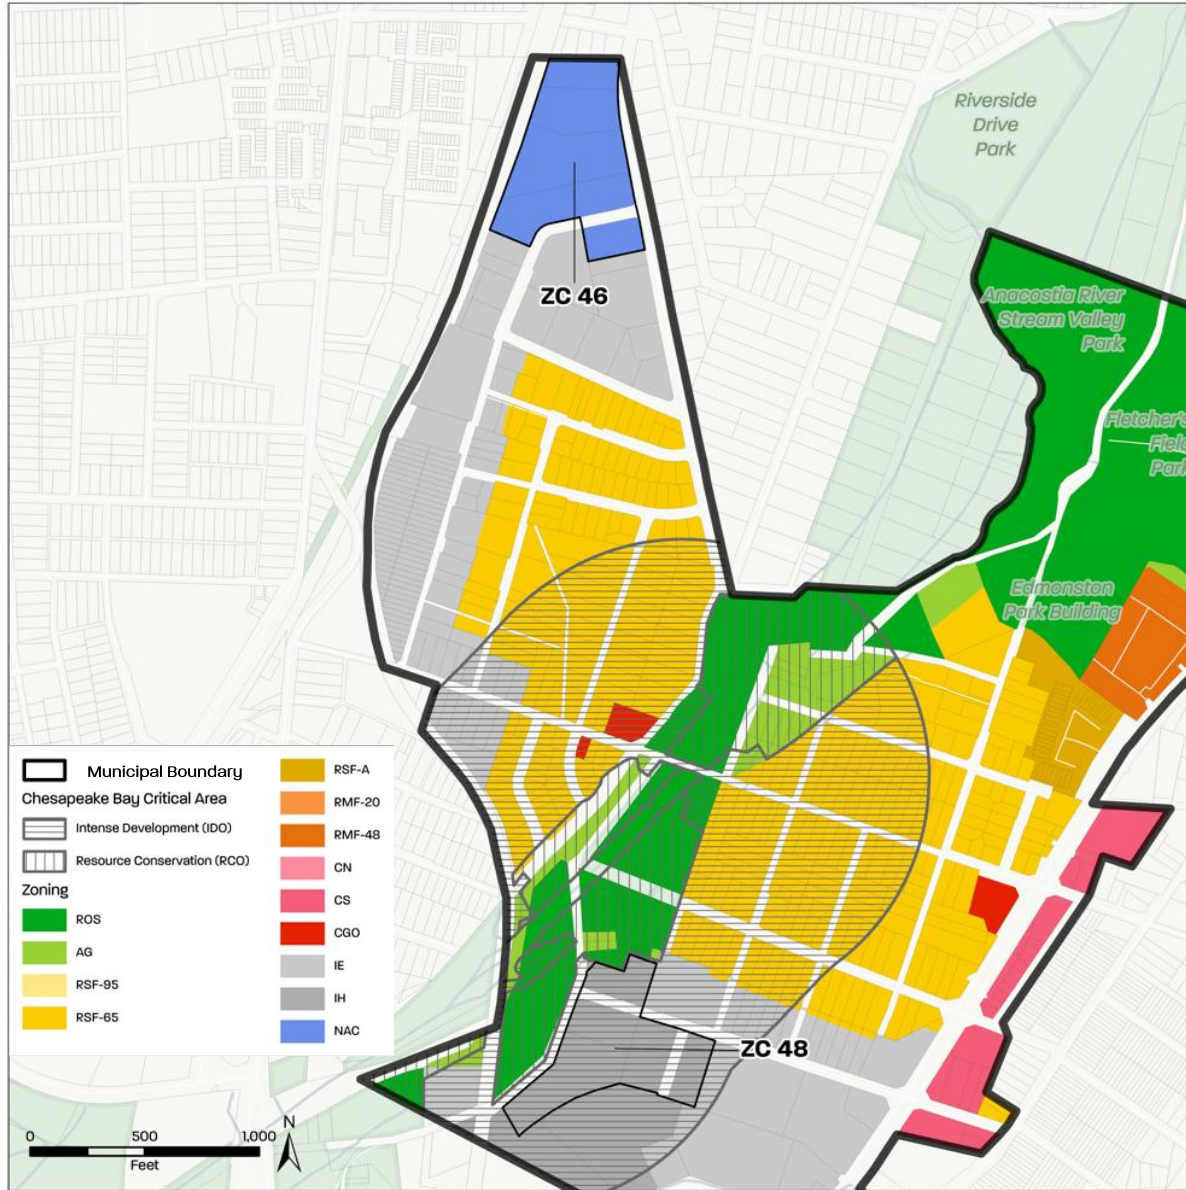 Riverside
Drive
Park
ZC 46
Anacostia River
Stream Valley
Park
Fletcher's
Field
Park
Edmonston
Park Building
Municipal Boundary
Chesapeake Bay Critical Area
Intense Development (IDO)
Resource Conservation (RCO)
Zoning
ROS
AG
RSF-95
RSF-65
RSF-A
RMF-20
RMF-48
CN
CS
CGO
IE
IH
NAC
ZC 48
0 500 1,000
Feet
N